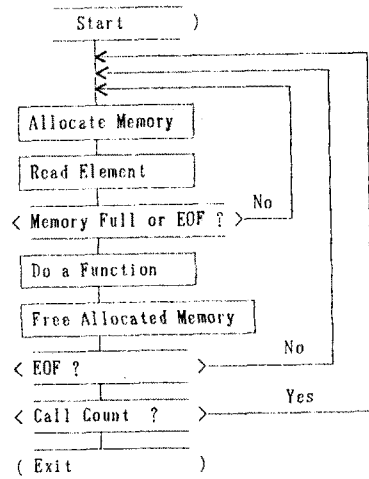 Start )
Allocate Memory
Read Element
No
< Memory Full or EOF ? >
Do a Function
Free Allocated Memory
No
< EOF ? >
Yes
< Call Count ? >
( Exit )